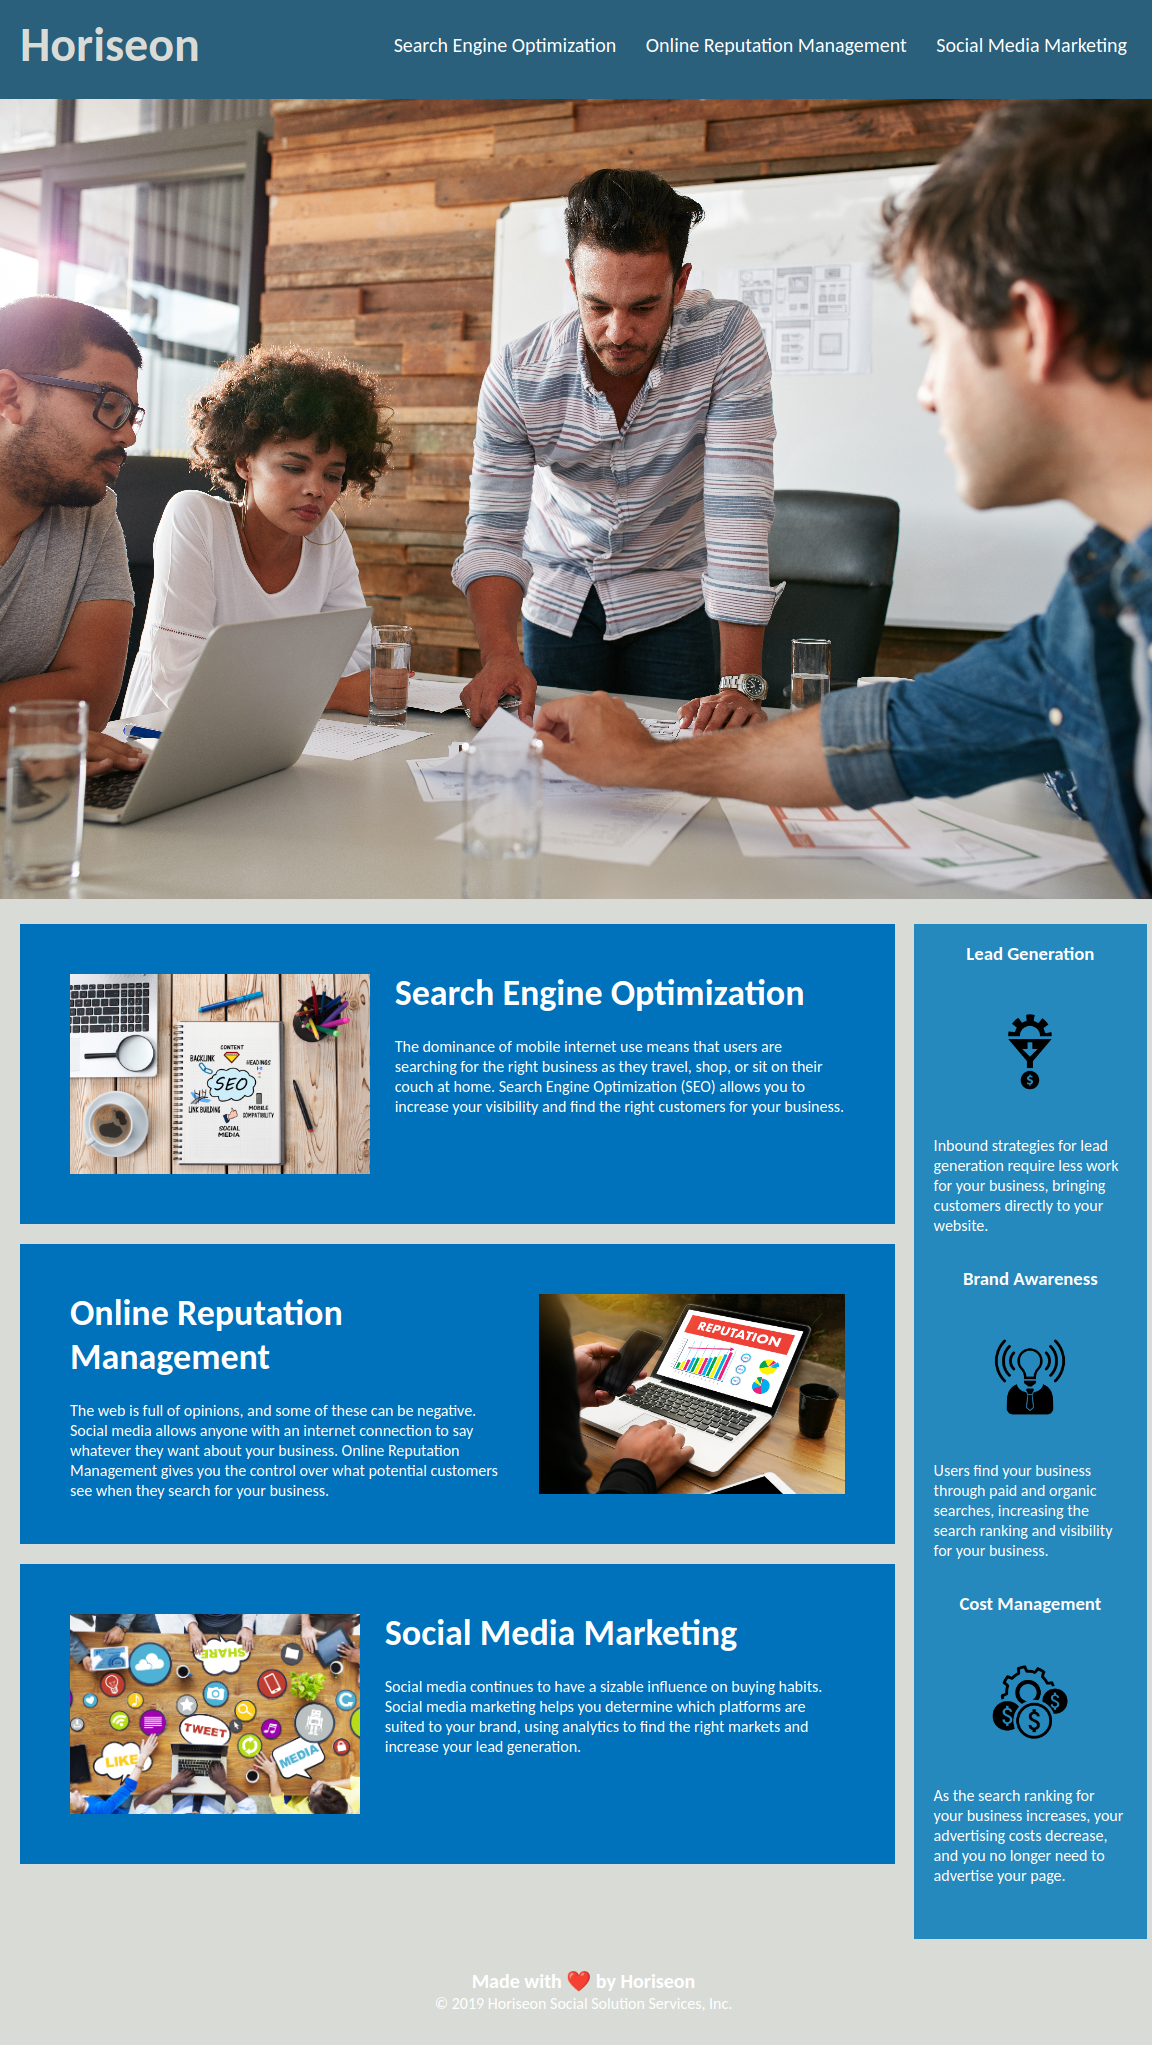 Horiseon
Search Engine Optimization
Online Reputation Management
Social Media Marketing
CONTENT
BACKLINK
HEADINGS
SEO
LINK BUILDING
MOBILE
COMPATIBILITY
SOCIAL
MEDIA
Search Engine Optimization
The dominance of mobile internet use means that users are
searching for the right business as they travel, shop, or sit on their
couch at home. Search Engine Optimization (SEO) allows you to
increase your visibility and find the right customers for your business.
Online Reputation
Management
The web is full of opinions, and some of these can be negative.
Social media allows anyone with an internet connection to say
whatever they want about your business. Online Reputation
Management gives you the control over what potential customers
see when they search for your business.
REPUTATION
SHARE
TWEET
LIKE
MEDIA
Social Media Marketing
Social media continues to have a sizable influence on buying habits.
Social media marketing helps you determine which platforms are
suited to your brand, using analytics to find the right markets and
increase your lead generation.
Lead Generation
Inbound strategies for lead
generation require less work
for your business, bringing
customers directly to your
website.
Brand Awareness
Users find your business
through paid and organic
searches, increasing the
search ranking and visibility
for your business.
Cost Management
As the search ranking for
your business increases, your
advertising costs decrease,
and you no longer need to
advertise your page.
Made with ❤️ by Horiseon
© 2019 Horiseon Social Solution Services, Inc.